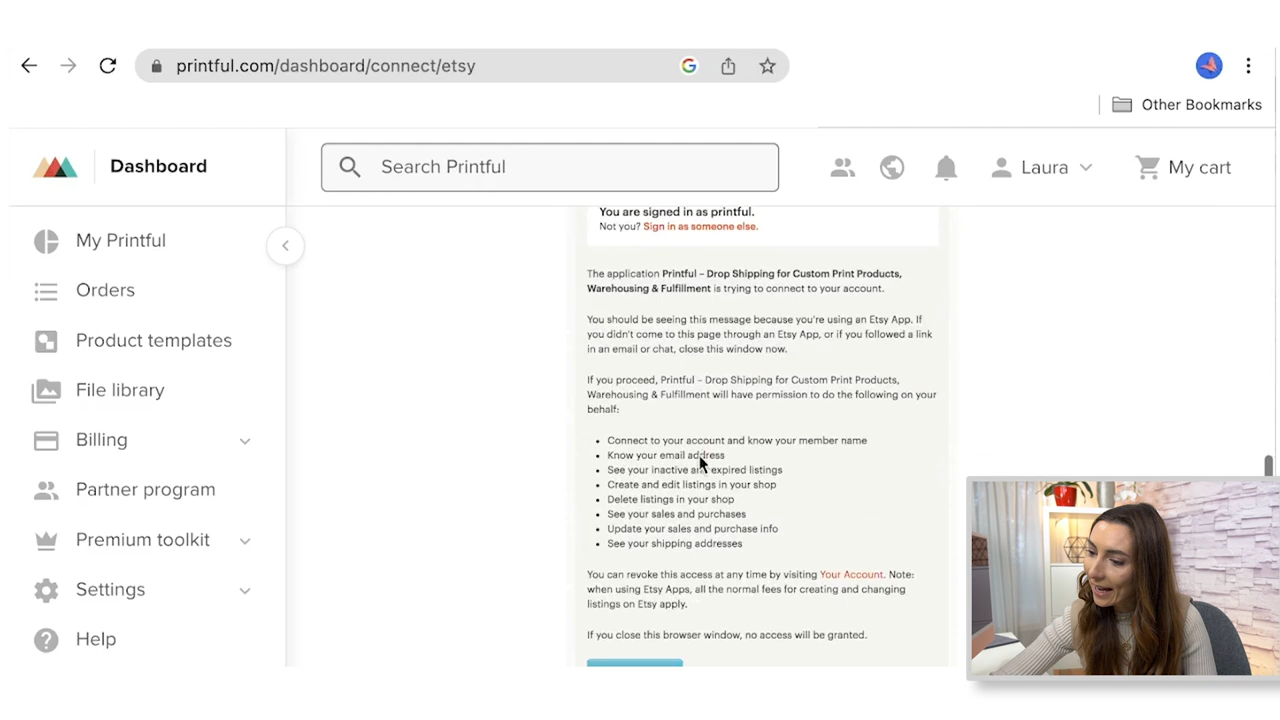 printful.com/dashboard/connect/etsy
Other Bookmarks
Dashboard
Search Printful
Laura
My cart
My Printful
Orders
Product templates
File library
Billing
Partner program
Premium toolkit
Settings
Help
You are signed in as printful.
Not you? Sign in as someone else.
The application Printful – Drop Shipping for Custom Print Products,
Warehousing & Fulfillment is trying to connect to your account.
You should be seeing this message because you're using an Etsy App. If
you didn't come to this page through an Etsy App, or if you followed a link
in an email or chat, close this window now.
If you proceed, Printful – Drop Shipping for Custom Print Products,
Warehousing & Fulfillment will have permission to do the following on your
behalf:
• Connect to your account and know your member name
• Know your email address
• See your inactive and expired listings
• Create and edit listings in your shop
• Delete listings in your shop
• See your sales and purchases
• Update your sales and purchase info
• See your shipping addresses
You can revoke this access at any time by visiting Your Account. Note:
when using Etsy Apps, all the normal fees for creating and changing
listings on Etsy apply.
If you close this browser window, no access will be granted.